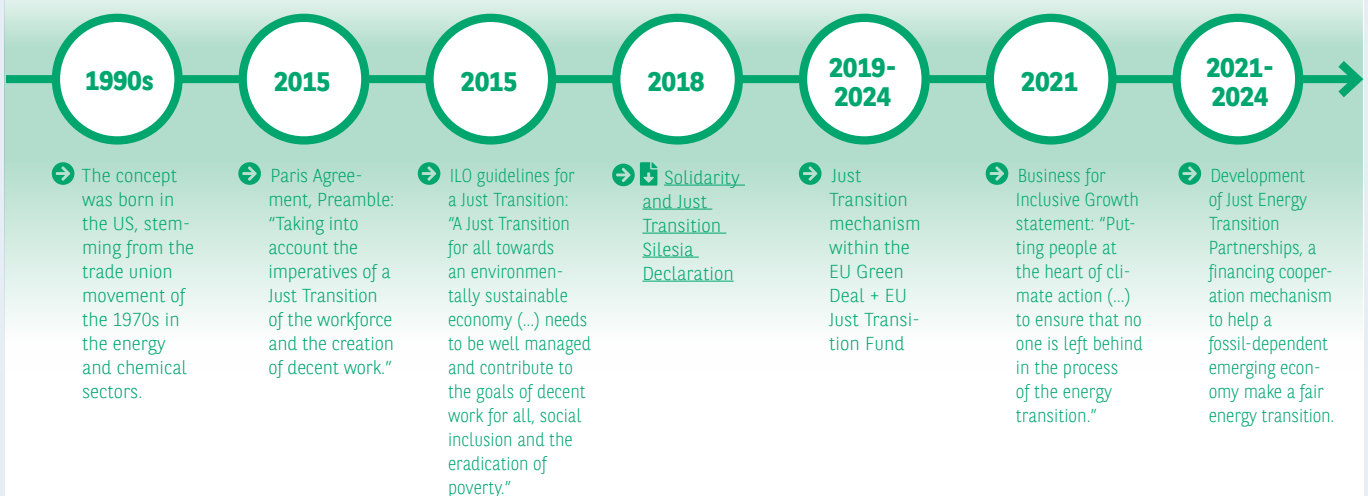 1990s
The concept
was born in
the US, stem-
ming from the
trade union
movement of
the 1970s in
the energy
and chemical
sectors.
2015
Paris Agree-
ment, Preamble:
“Taking into
account the
imperatives of a
Just Transition
of the workforce
and the creation
of decent work.”
2015
ILO guidelines for
a Just Transition:
“A Just Transition
for all towards
an environmen-
tally sustainable
economy (...) needs
to be well managed
and contribute to
the goals of decent
work for all, social
inclusion and the
eradication of
poverty.“
2018
Solidarity
and Just
Transition
Silesia
Declaration
2019-
2024
Just
Transition
mechanism
within the
EU Green
Deal + EU
Just Transi-
tion Fund
2021
Business for
Inclusive Growth
statement: “Put-
ting people at
the heart of cli-
mate action (...)
to ensure that no
one is left behind
in the process
of the energy
transition.”
2021-
2024
Development
of Just Energy
Transition
Partnerships, a
financing cooper-
ation mechanism
to help a
fossil-dependent
emerging econ-
omy make a fair
energy transition.